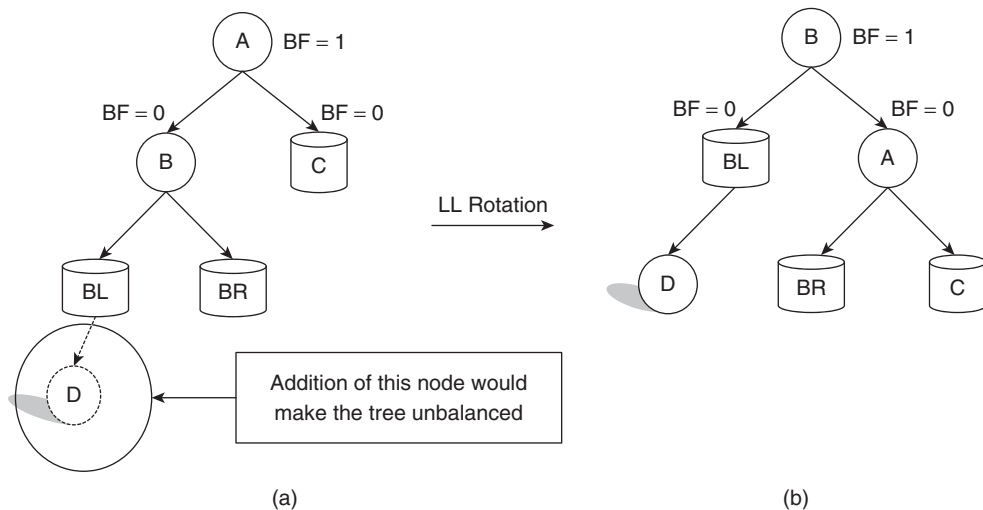 A
BF = 1
BF = 0
BF = 0
B
C
BL
BR
D
Addition of this node would
make the tree unbalanced
(a)
LL Rotation
B
BF = 1
BF = 0
BF = 0
BL
A
D
BR
C
(b)